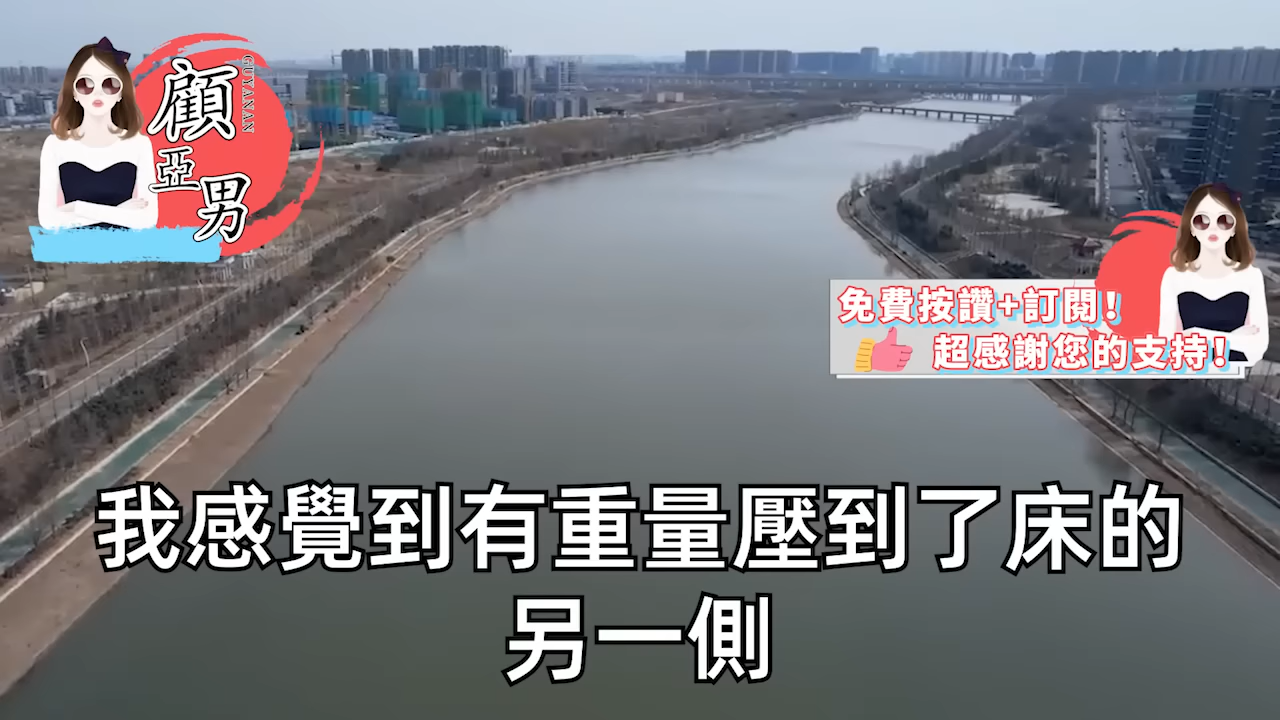 顧
亞
男
GUYANAN
免費按讚+訂閱!
超感謝您的支持!
我感覺到有重量壓到了床的
另一側